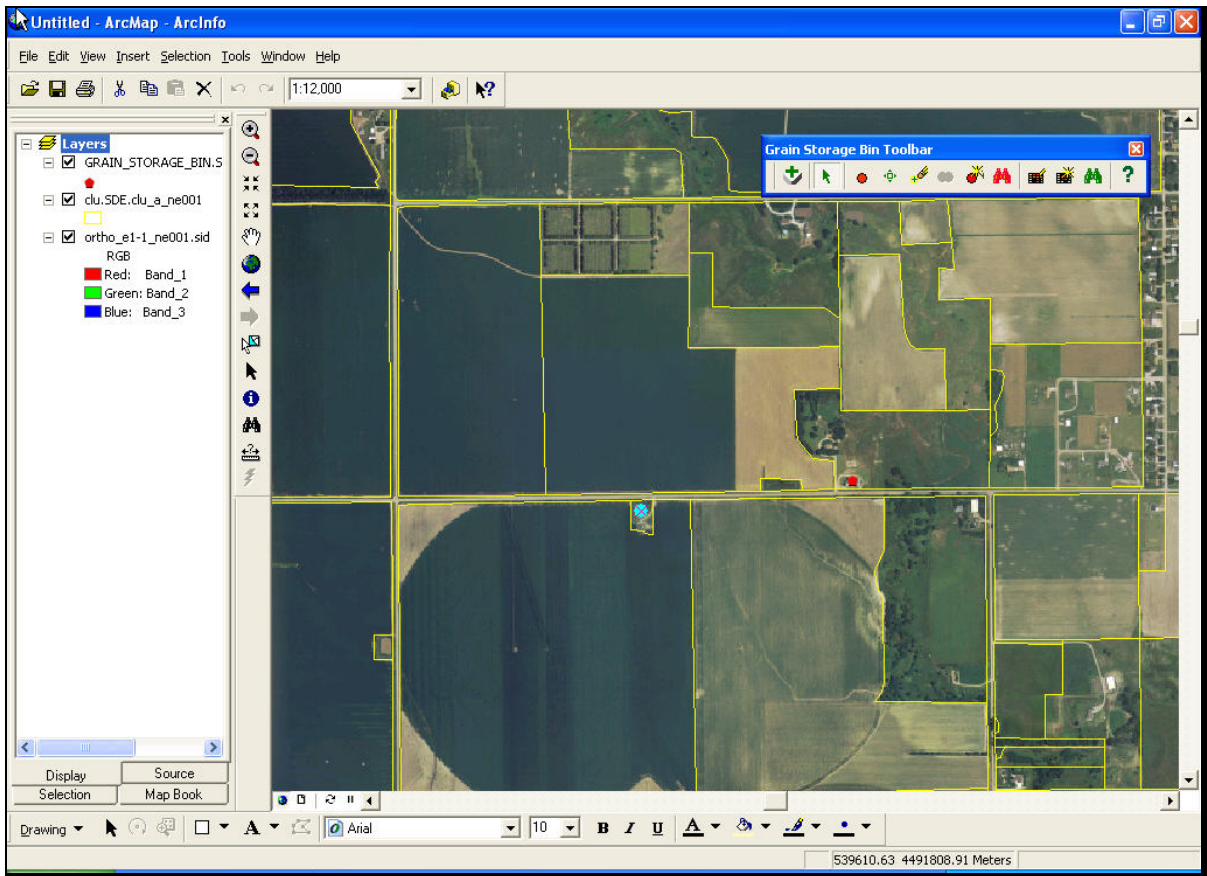 Untitled - ArcMap - ArcInfo
File Edit View Insert Selection Tools Window Help
1:12,000
Layers
GRAIN_STORAGE_BIN.S
clu.SDE.clu_a_ne001
ortho_e1-1_ne001.sid
RGB
Red: Band_1
Green: Band_2
Blue: Band_3
Grain Storage Bin Toolbar
Display Source
Selection Map Book
Drawing A Arial 10 B I U A
539610.63 4491808.91 Meters